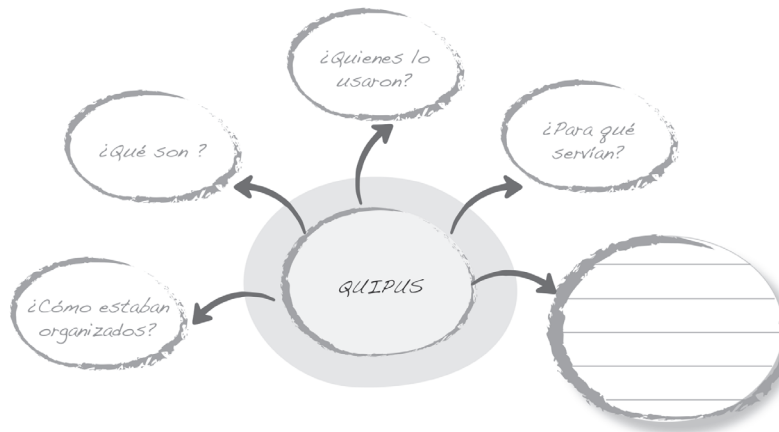 ¿Quienes lo
usaron?
¿Qué son ?
¿Para qué
servían?
QUIPUS
¿Cómo estaban
organizados?